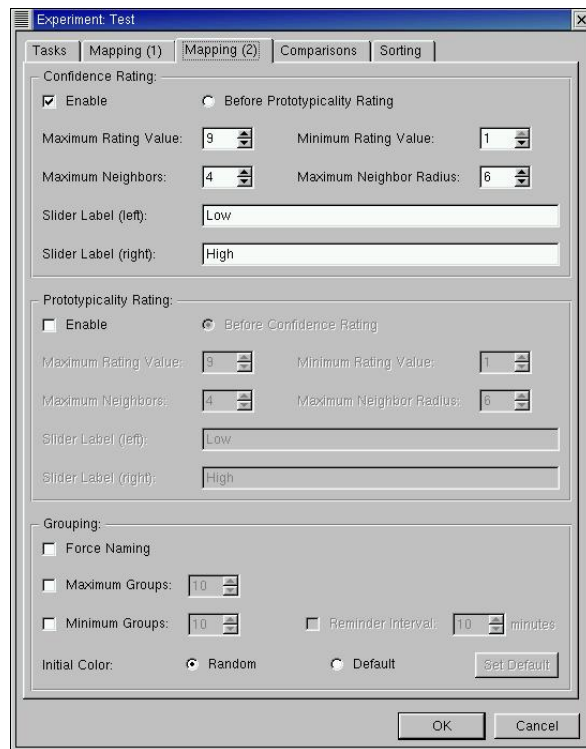 Experiment: Test
Tasks Mapping (1) Mapping (2) Comparisons Sorting
Confidence Rating:
Enable Before Prototypicality Rating
Maximum Rating Value: 9 Minimum Rating Value: 1
Maximum Neighbors: 4 Maximum Neighbor Radius: 6
Slider Label (left): Low
Slider Label (right): High
Prototypicality Rating:
Enable Before Confidence Rating
Maximum Rating Value: 9 Minimum Rating Value: 1
Maximum Neighbors: 4 Maximum Neighbor Radius: 6
Slider Label (left): Low
Slider Label (right): High
Grouping:
Force Naming
Maximum Groups: 10
Minimum Groups: 10 Reminder Interval: 10 minutes
Initial Color: Random Default Set Default
OK Cancel